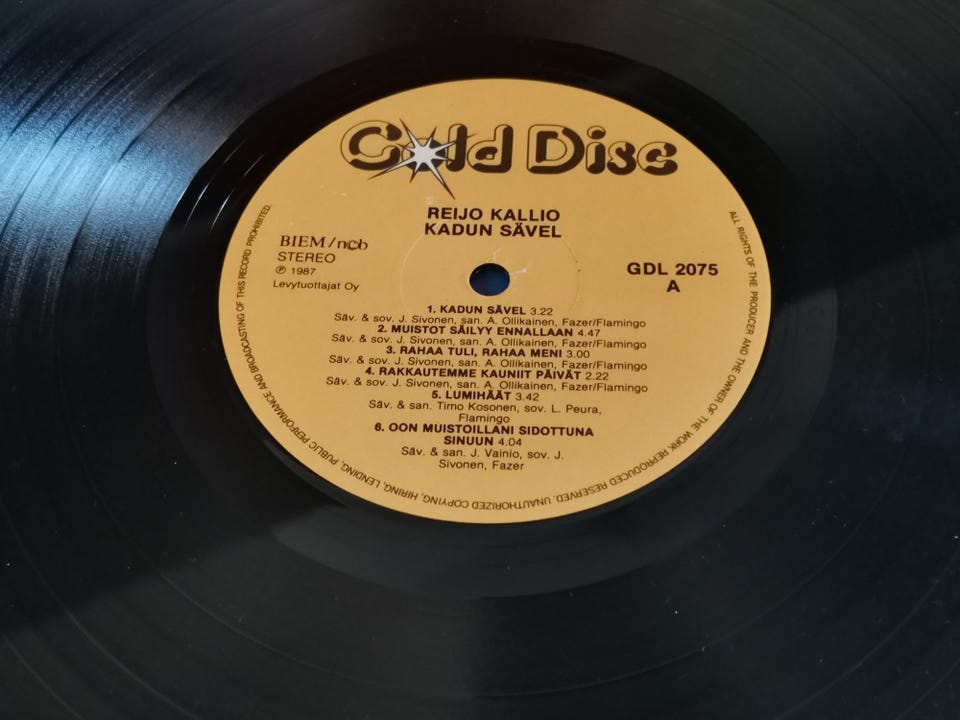 Gold Disc
REIJO KALLIO
KADUN SÄVEL
BIEM/ncb
STEREO
℗ 1987
Levytuottajat Oy
GDL 2075
A
1. KADUN SÄVEL 3.22
Säv. & sov. J. Sivonen, san. A. Ollikainen, Fazer/Flamingo
2. MUISTOT SÄILYY ENNALLAAN 4.47
Säv. & sov. J. Sivonen, san. A. Ollikainen, Fazer/Flamingo
3. RAHAA TULI, RAHAA MENI 3.00
Säv. & sov. J. Sivonen, san. A. Ollikainen, Fazer/Flamingo
4. RAKKAUTEMME KAUNIIT PÄIVÄT 2.22
Säv. & sov. J. Sivonen, san. A. Ollikainen, Fazer/Flamingo
5. LUMIHÄÄT 3.42
Säv. & san. Timo Kosonen, sov. L. Peura,
Flamingo
6. OON MUISTOILLANI SIDOTTUNA
SINUUN 4.04
Säv. & san. J. Vainio, sov. J.
Sivonen, Fazer
ALL RIGHTS OF THE PRODUCER AND THE OWNER OF THE WORK REPRODUCED RESERVED. UNAUTHORIZED COPYING, HIRING, LENDING, PUBLIC PERFORMANCE AND BROADCASTING OF THIS RECORD PROHIBITED.